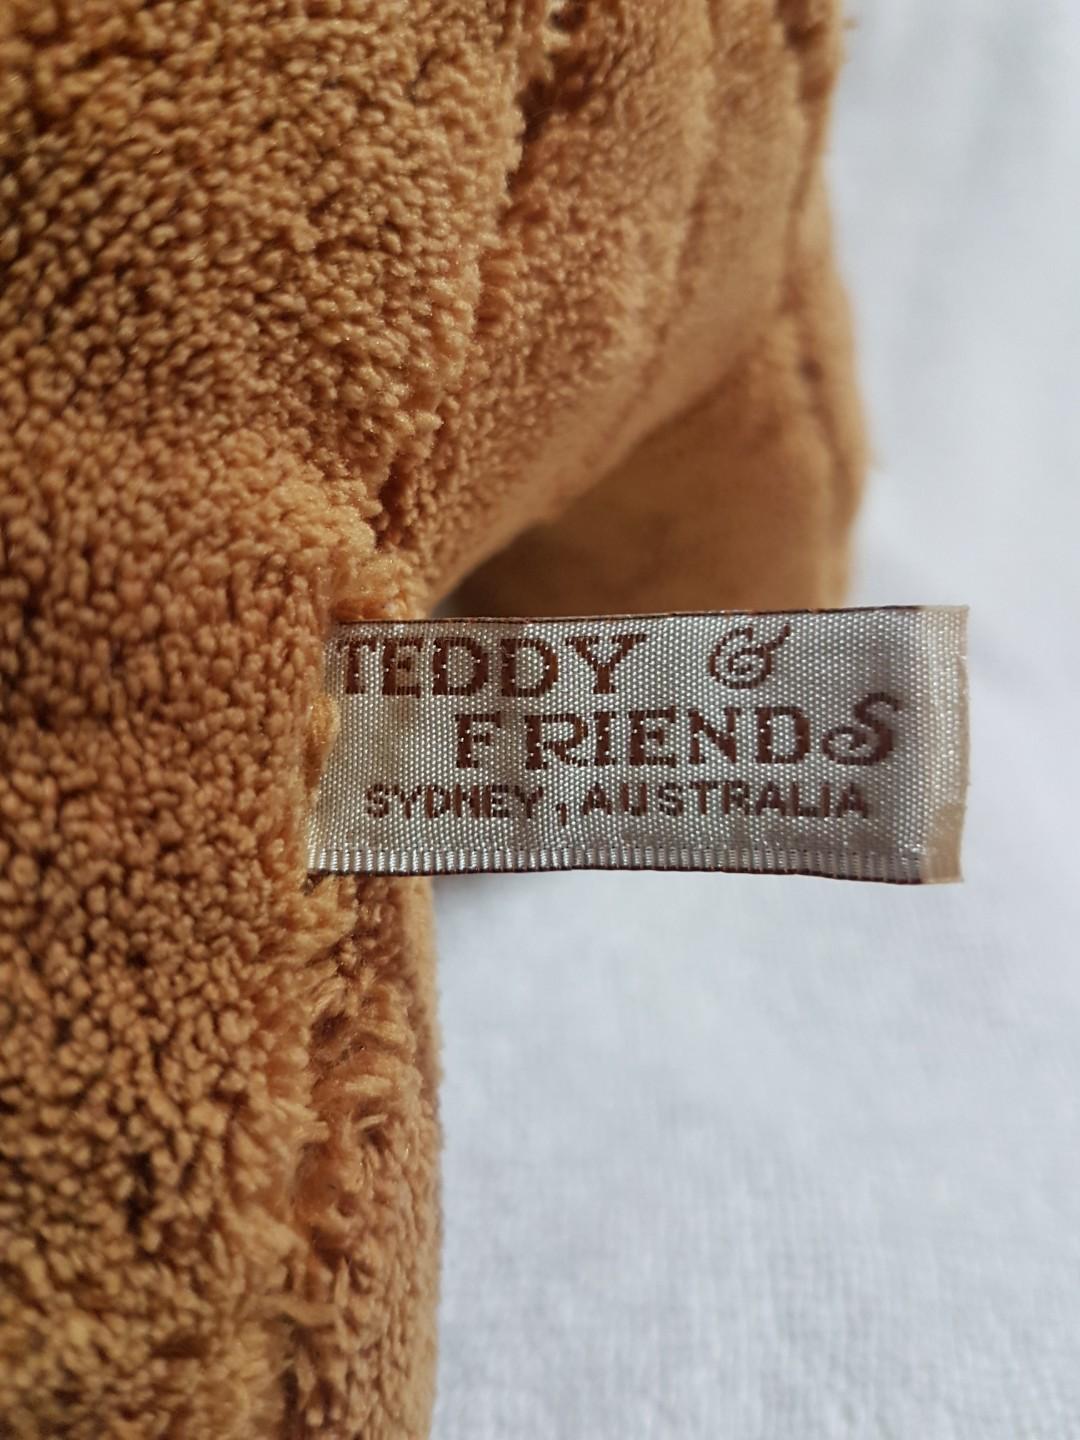 TEDDY &
FRIENDS
SYDNEY, AUSTRALIA